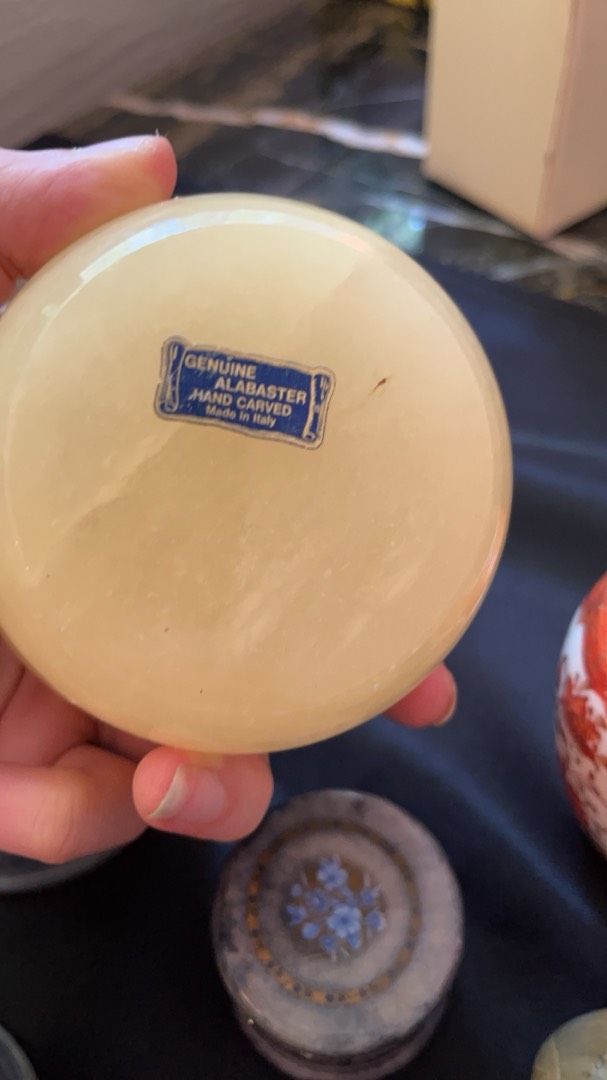 GENUINE
ALABASTER
HAND CARVED
Made in Italy